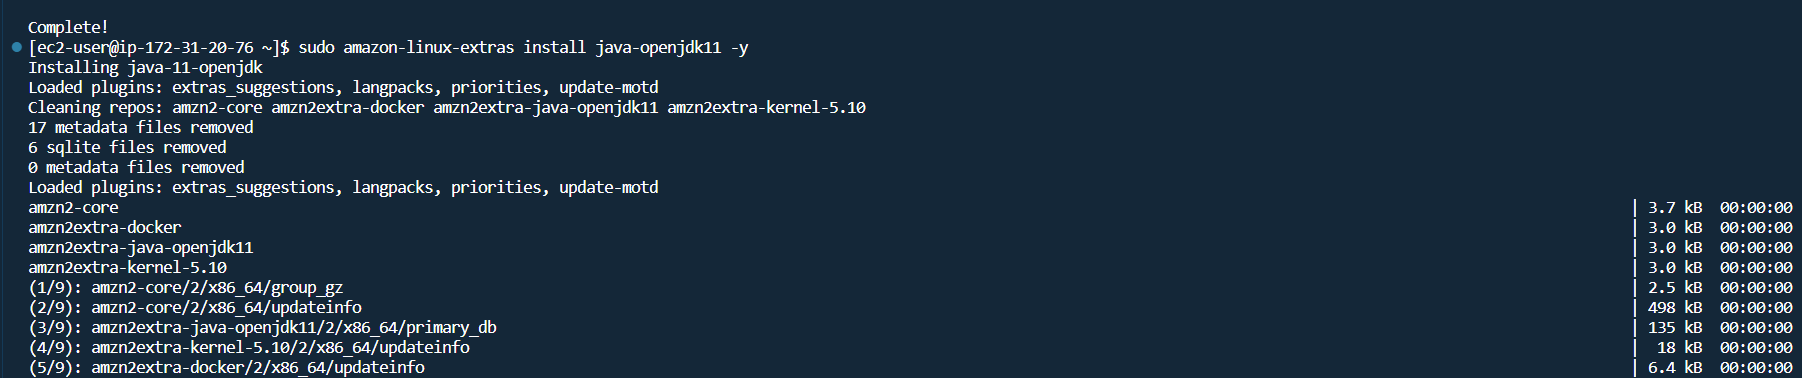 Complete!
[ec2-user@ip-172-31-20-76 ~]$ sudo amazon-linux-extras install java-openjdk11 -y
Installing java-11-openjdk
Loaded plugins: extras_suggestions, langpacks, priorities, update-motd
Cleaning repos: amzn2-core amzn2extra-docker amzn2extra-java-openjdk11 amzn2extra-kernel-5.10
17 metadata files removed
6 sqlite files removed
0 metadata files removed
Loaded plugins: extras_suggestions, langpacks, priorities, update-motd
amzn2-core | 3.7 kB 00:00:00
amzn2extra-docker | 3.0 kB 00:00:00
amzn2extra-java-openjdk11 | 3.0 kB 00:00:00
amzn2extra-kernel-5.10 | 3.0 kB 00:00:00
(1/9): amzn2-core/2/x86_64/group_gz | 2.5 kB 00:00:00
(2/9): amzn2-core/2/x86_64/updateinfo | 498 kB 00:00:00
(3/9): amzn2extra-java-openjdk11/2/x86_64/primary_db | 135 kB 00:00:00
(4/9): amzn2extra-kernel-5.10/2/x86_64/updateinfo | 18 kB 00:00:00
(5/9): amzn2extra-docker/2/x86_64/updateinfo | 6.4 kB 00:00:00